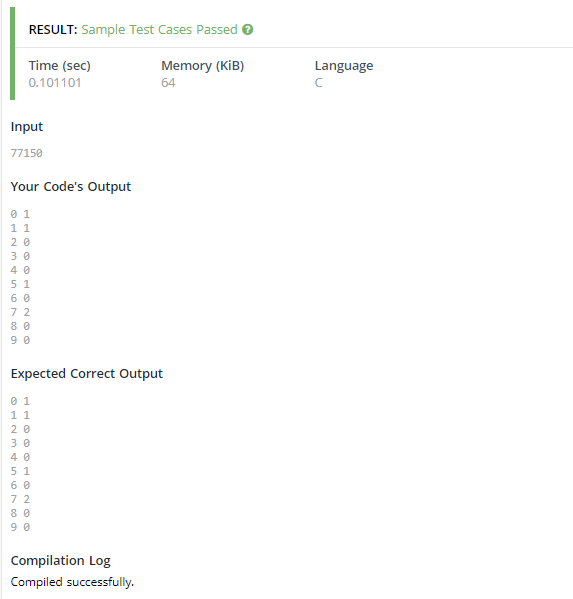 RESULT: Sample Test Cases Passed ?
Time (sec) Memory (KiB) Language
0.101101 64 C
Input
77150
Your Code's Output
0 1
1 1
2 0
3 0
4 0
5 1
6 0
7 2
8 0
9 0
Expected Correct Output
0 1
1 1
2 0
3 0
4 0
5 1
6 0
7 2
8 0
9 0
Compilation Log
Compiled successfully.